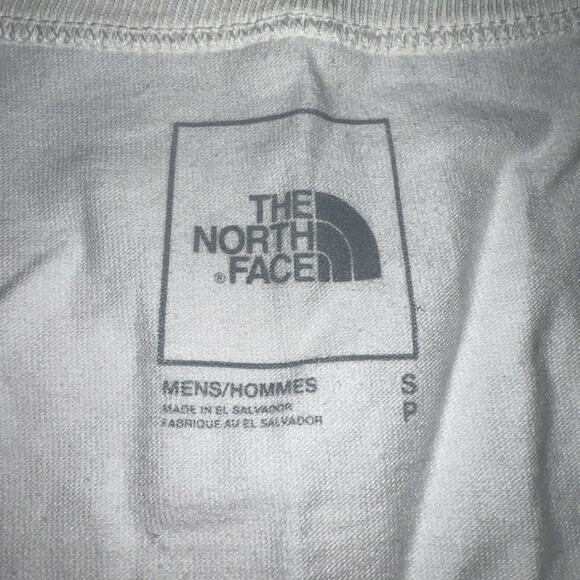 THE
NORTH
® FACE
MENS/HOMMES S
MADE IN EL SALVADOR P
FABRIQUE AU EL SALVADOR